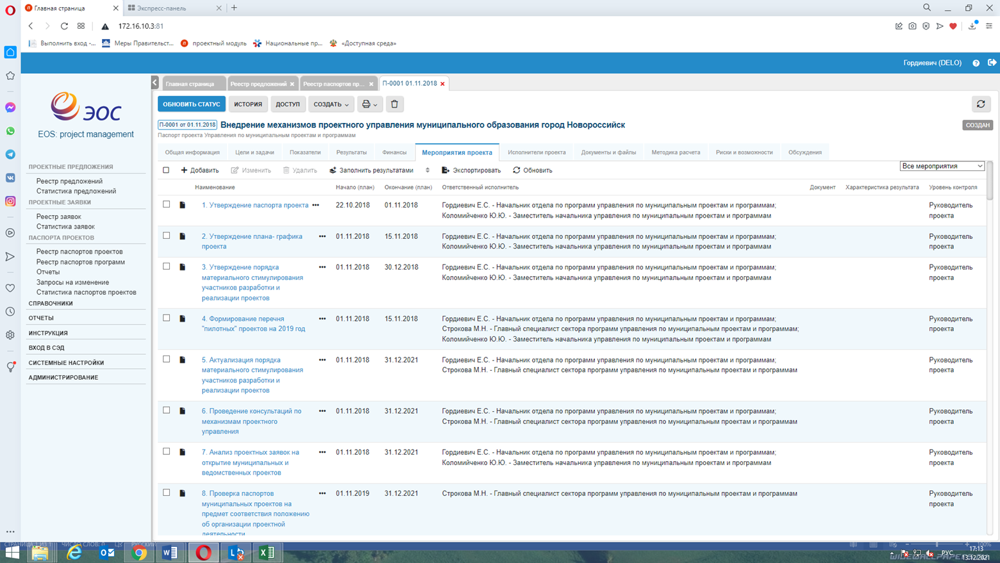 Главная страница
Экспресс-панель
172.16.10.3:81
Выполнить вход -...
Меры Правительст...
проектный модуль
Национальные пр...
«Доступная среда»
Гордиевич (DELO)
Главная страница
Реестр предложений
Реестр паспортов пр...
П-0001 01.11.2018
ОБНОВИТЬ СТАТУС
ИСТОРИЯ
ДОСТУП
СОЗДАТЬ
ЭОС
EOS: project management
П-0001 от 01.11.2018
Внедрение механизмов проектного управления муниципального образования город Новороссийск
СОЗДАН
Паспорт проекта Управления по муниципальным проектам и программам
Общая информация
Цели и задачи
Показатели
Результаты
Финансы
Мероприятия проекта
Исполнители проекта
Документы и файлы
Методика расчета
Риски и возможности
Обсуждения
ПРОЕКТНЫЕ ПРЕДЛОЖЕНИЯ
Реестр предложений
Статистика предложений
ПРОЕКТНЫЕ ЗАЯВКИ
Реестр заявок
Статистика заявок
ПАСПОРТА ПРОЕКТОВ
Реестр паспортов проектов
Реестр паспортов программ
Отчеты
Запросы на изменение
Статистика паспортов проектов
СПРАВОЧНИКИ
ОТЧЕТЫ
ИНСТРУКЦИЯ
ВХОД В СЭД
СИСТЕМНЫЕ НАСТРОЙКИ
АДМИНИСТРИРОВАНИЕ
Добавить
Изменить
Удалить
Заполнить результатами
Экспортировать
Обновить
Все мероприятия
Наименование
Начало (план)
Окончание (план)
Ответственный исполнитель
Документ
Характеристика результата
Уровень контроля
1. Утверждение паспорта проекта
22.10.2018
01.11.2018
Гордиевич Е.С. - Начальник отдела по программ управления по муниципальным проектам и программам;
Коломийченко Ю.Ю. - Заместитель начальника управления по муниципальным проектам и программам
Руководитель
проекта
2. Утверждение плана- графика
проекта
01.11.2018
15.11.2018
Гордиевич Е.С. - Начальник отдела по программ управления по муниципальным проектам и программам;
Коломийченко Ю.Ю. - Заместитель начальника управления по муниципальным проектам и программам
Руководитель
проекта
3. Утверждение порядка
материального стимулирования
участников разработки и
реализации проектов
01.11.2018
30.12.2018
Гордиевич Е.С. - Начальник отдела по программ управления по муниципальным проектам и программам;
Коломийченко Ю.Ю. - Заместитель начальника управления по муниципальным проектам и программам
Руководитель
проекта
4. Формирование перечня
"пилотных" проектов на 2019 год
01.11.2018
15.11.2018
Гордиевич Е.С. - Начальник отдела по программ управления по муниципальным проектам и программам;
Строкова М.Н. - Главный специалист сектора программ управления по муниципальным проектам и программам;
Коломийченко Ю.Ю. - Заместитель начальника управления по муниципальным проектам и программам
Руководитель
проекта
5. Актуализация порядка
материального стимулирования
участников разработки и
реализации проектов
01.11.2018
31.12.2021
Гордиевич Е.С. - Начальник отдела по программ управления по муниципальным проектам и программам;
Строкова М.Н. - Главный специалист сектора программ управления по муниципальным проектам и программам
Руководитель
проекта
6. Проведение консультаций по
механизмам проектного
управления
01.11.2018
31.12.2021
Гордиевич Е.С. - Начальник отдела по программ управления по муниципальным проектам и программам;
Строкова М.Н. - Главный специалист сектора программ управления по муниципальным проектам и программам
Руководитель
проекта
7. Анализ проектных заявок на
открытие муниципальных и
ведомственных проектов
01.11.2018
31.12.2021
Гордиевич Е.С. - Начальник отдела по программ управления по муниципальным проектам и программам;
Коломийченко Ю.Ю. - Заместитель начальника управления по муниципальным проектам и программам
Руководитель
проекта
8. Проверка паспортов
муниципальных проектов на
предмет соответствия положению
об организации проектной
деятельности
01.11.2019
31.12.2021
Строкова М.Н. - Главный специалист сектора программ управления по муниципальным проектам и программам
Руководитель
проекта
СТРАНИЦА 1 ИЗ 1
ЧИСЛО СЛОВ: 0
РУССКИЙ
100%
РУС
17:13
13.12.2021